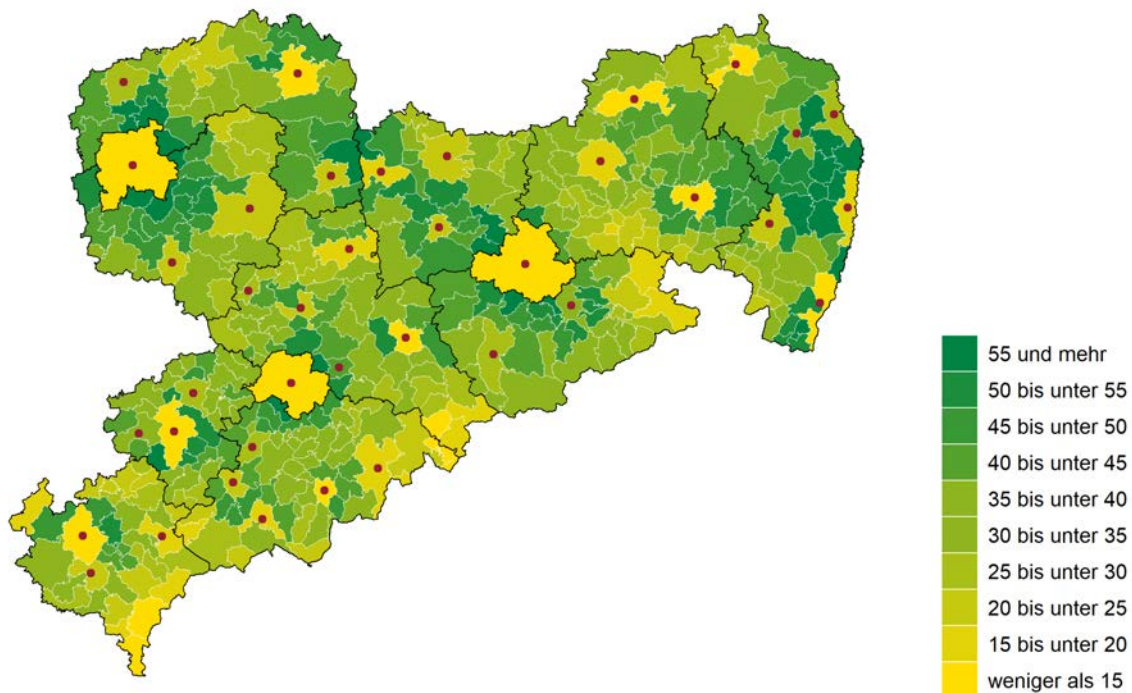 55 und mehr
50 bis unter 55
45 bis unter 50
40 bis unter 45
35 bis unter 40
30 bis unter 35
25 bis unter 30
20 bis unter 25
15 bis unter 20
weniger als 15